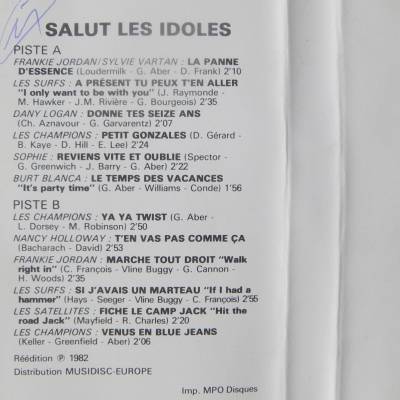 SALUT LES IDOLES
PISTE A
FRANKIE JORDAN/SYLVIE VARTAN : LA PANNE
D'ESSENCE (Loudermilk - G. Aber - D. Frank) 2'10
LES SURFS : A PRÉSENT TU PEUX T'EN ALLER
"I only want to be with you" (J. Raymonde -
M. Hawker - J.M. Rivière - G. Bourgeois) 2'35
DANY LOGAN : DONNE TES SEIZE ANS
(Ch. Aznavour - G. Garvarentz) 2'07
LES CHAMPIONS : PETIT GONZALES (D. Gérard -
B. Kaye - D. Hill - E. Lee) 2'24
SOPHIE : REVIENS VITE ET OUBLIE (Spector -
G. Greenwich - J. Barry - G. Aber) 2'22
BURT BLANCA : LE TEMPS DES VACANCES
"It's party time" (G. Aber - Williams - Conde) 1'56
PISTE B
LES CHAMPIONS : YA YA TWIST (G. Aber -
L. Dorsey - M. Robinson) 2'50
NANCY HOLLOWAY : T'EN VAS PAS COMME ÇA
(Bacharach - David) 2'53
FRANKIE JORDAN : MARCHE TOUT DROIT "Walk
right in" (C. François - Vline Buggy - G. Cannon -
H. Woods) 2'35
LES SURFS : SI J'AVAIS UN MARTEAU "If I had a
hammer" (Hays - Seeger - Vline Buggy - C. François) 2'55
LES SATELLITES : FICHE LE CAMP JACK "Hit the
road Jack" (Mayfield - R. Charles) 2'20
LES CHAMPIONS : VENUS EN BLUE JEANS
(Keller - Greenfield - Aber) 2'06
Réédition ℗ 1982
Distribution MUSIDISC-EUROPE
Imp. MPO Disques